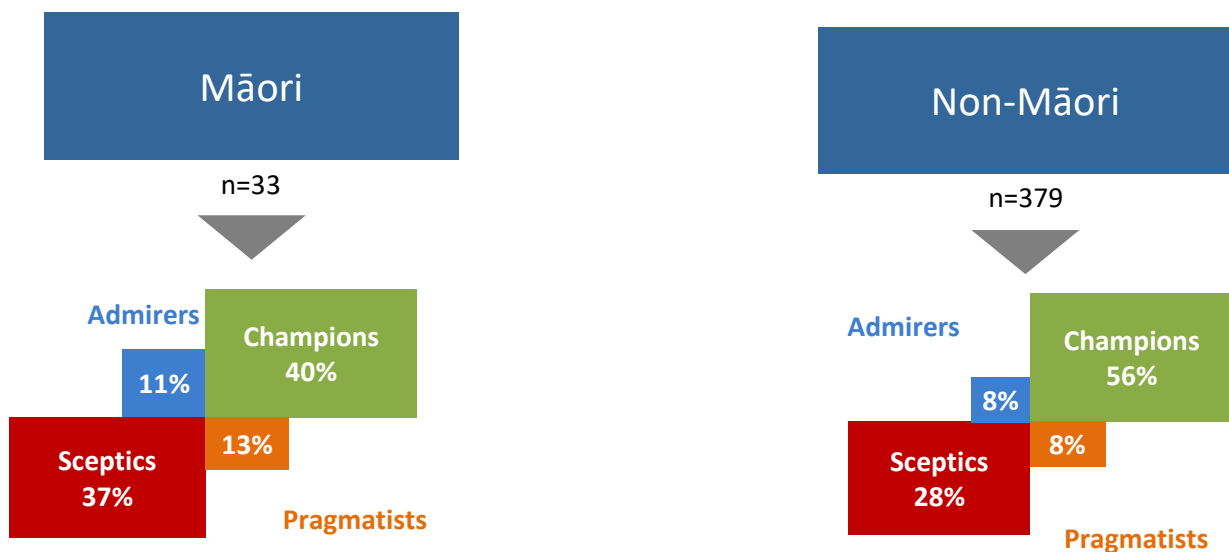 Māori
n=33
Admirers
Champions
40%
11%
Sceptics
37%
13%
Pragmatists
Non-Māori
n=379
Admirers
Champions
56%
8%
Sceptics
28%
8%
Pragmatists